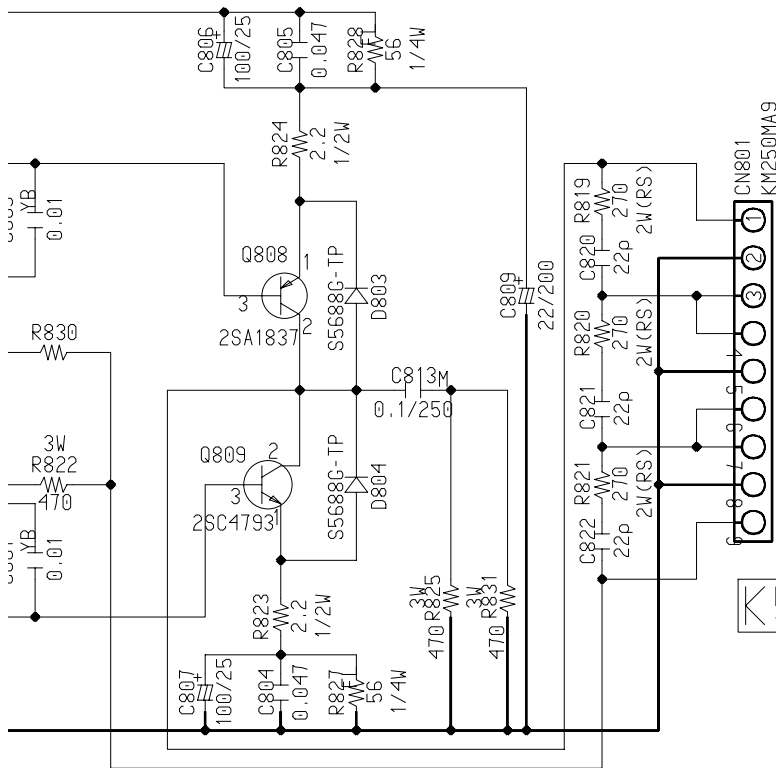 C806
+
100/25
C805
0.047
R828
56
1/4W
R824
2.2
1/2W
YB
0.01
Q808
1
3
2
2SA1837
S5688G-TP
D803
C809
+
22/200
R819
270
2W(RS)
C820
22p
R820
270
2W(RS)
C821
22p
R821
270
2W(RS)
C822
22p
CN801
KM250MA9
1
2
3
4
5
6
7
8
9
R830
3W
R822
470
C813
M
0.1/250
Q809
2
3
1
2SC4793
S5688G-TP
D804
YB
0.01
R823
2.2
1/2W
3W
R825
470
3W
R831
470
C807
+
100/25
C804
0.047
R827
56
1/4W